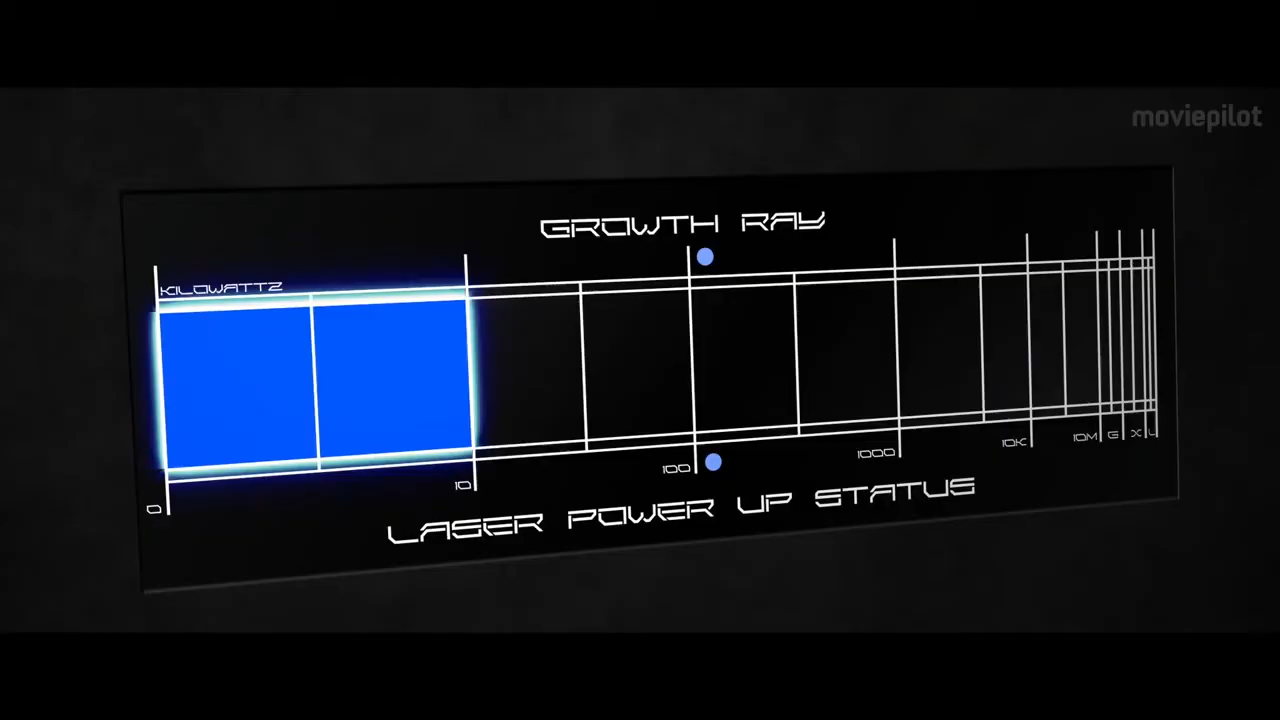 moviepilot
GROWTH RAY
KILOWATTZ
0 10 100 1000 10K 10M G X L
LASER POWER UP STATUS